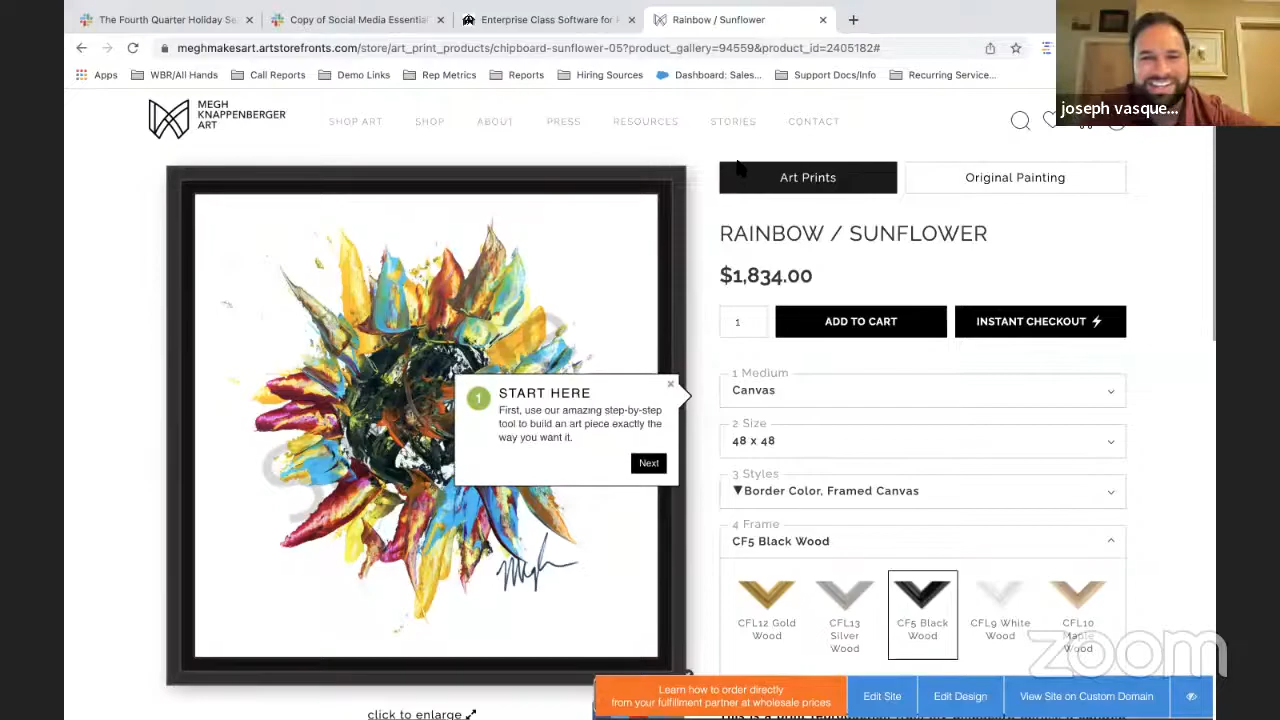 The Fourth Quarter Holiday Se
Copy of Social Media Essential
Enterprise Class Software for
Rainbow / Sunflower
meghmakesart.artstorefronts.com/store/art_print_products/chipboard-sunflower-05?product_gallery=94559&product_id=2405182#
Apps
WBR/All Hands
Call Reports
Demo Links
Rep Metrics
Reports
Hiring Sources
Dashboard: Sales...
Support Docs/Info
Recurring Service...
joseph vasque...
MEGH
KNAPPENBERGER
ART
SHOP ART
SHOP
ABOUT
PRESS
RESOURCES
STORIES
CONTACT
Art Prints
Original Painting
RAINBOW / SUNFLOWER
$1,834.00
1
ADD TO CART
INSTANT CHECKOUT
1 Medium
Canvas
2 Size
48 x 48
3 Styles
▼Border Color, Framed Canvas
4 Frame
CF5 Black Wood
CFL12 Gold
Wood
CFL13
Silver
Wood
CF5 Black
Wood
CFL9 White
Wood
CFL10
Maple
Wood
1
START HERE
First, use our amazing step-by-step
tool to build an art piece exactly the
way you want it.
Next
Megh
click to enlarge
Learn how to order directly
from your fulfillment partner at wholesale prices
Edit Site
Edit Design
View Site on Custom Domain
zoom